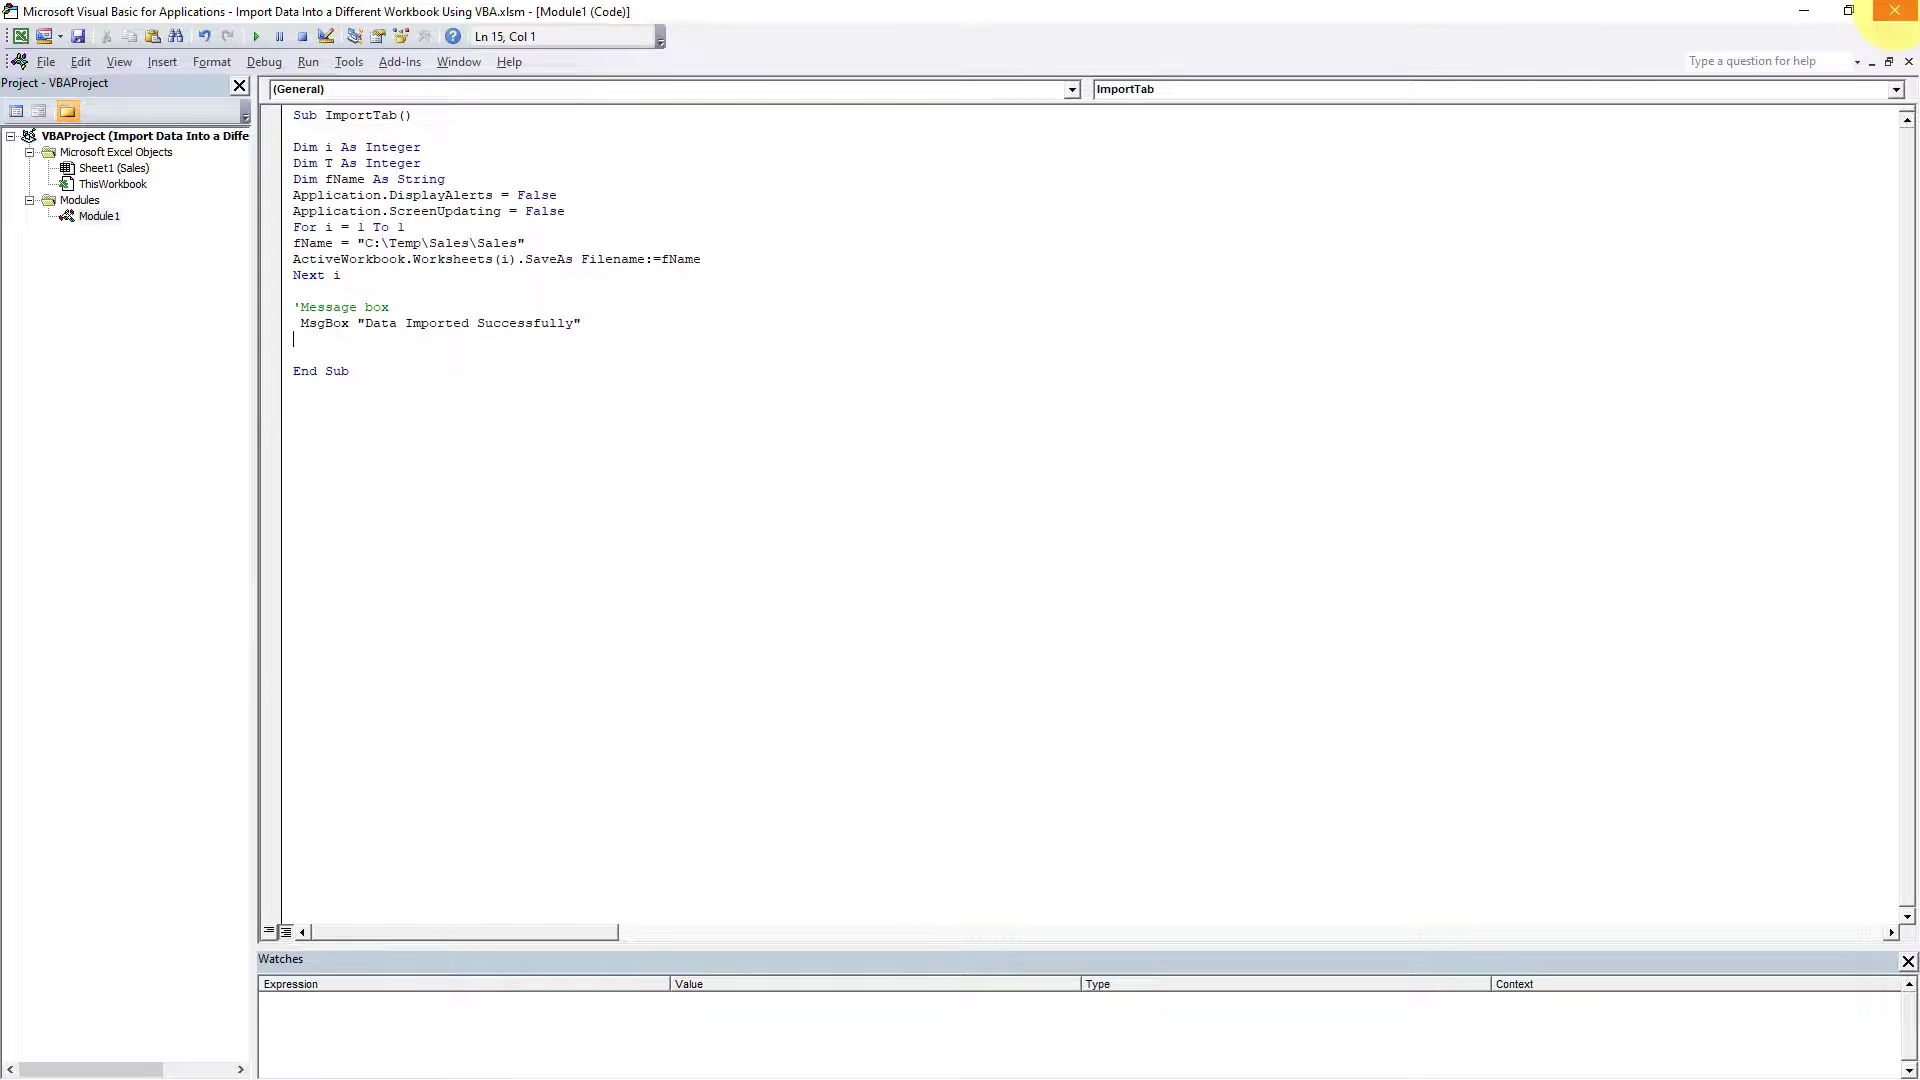 Microsoft Visual Basic for Applications - Import Data Into a Different Workbook Using VBA.xlsm - [Module1 (Code)]
Ln 15, Col 1
File Edit View Insert Format Debug Run Tools Add-Ins Window Help
Type a question for help
Project - VBAProject
(General)
ImportTab
VBAProject (Import Data Into a Diffe
Microsoft Excel Objects
Sheet1 (Sales)
ThisWorkbook
Modules
Module1
Sub ImportTab()
Dim i As Integer
Dim T As Integer
Dim fName As String
Application.DisplayAlerts = False
Application.ScreenUpdating = False
For i = 1 To 1
fName = "C:\Temp\Sales\Sales"
ActiveWorkbook.Worksheets(i).SaveAs Filename:=fName
Next i
'Message box
MsgBox "Data Imported Successfully"
End Sub
Watches
Expression Value Type Context